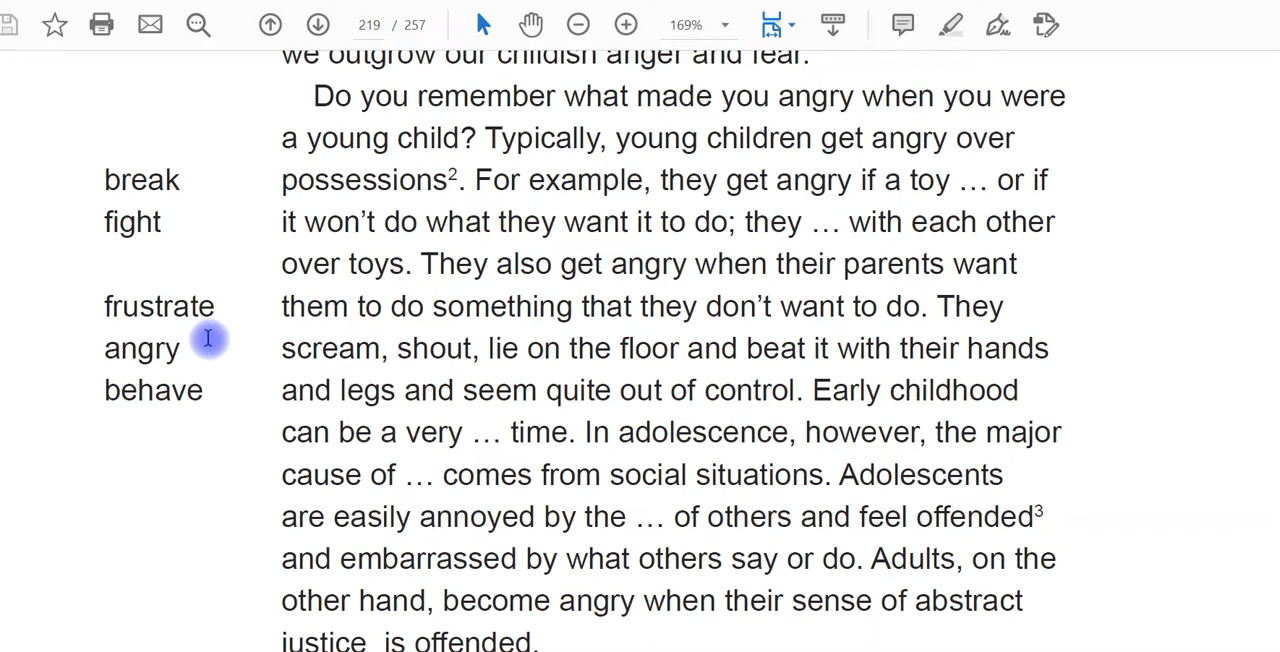 219 / 257
169%
we outgrow our childish anger and fear.
Do you remember what made you angry when you were
a young child? Typically, young children get angry over
break
possessions². For example, they get angry if a toy … or if
fight
it won’t do what they want it to do; they … with each other
over toys. They also get angry when their parents want
frustrate
them to do something that they don’t want to do. They
angry
scream, shout, lie on the floor and beat it with their hands
behave
and legs and seem quite out of control. Early childhood
can be a very … time. In adolescence, however, the major
cause of … comes from social situations. Adolescents
are easily annoyed by the … of others and feel offended³
and embarrassed by what others say or do. Adults, on the
other hand, become angry when their sense of abstract
justice is offended.